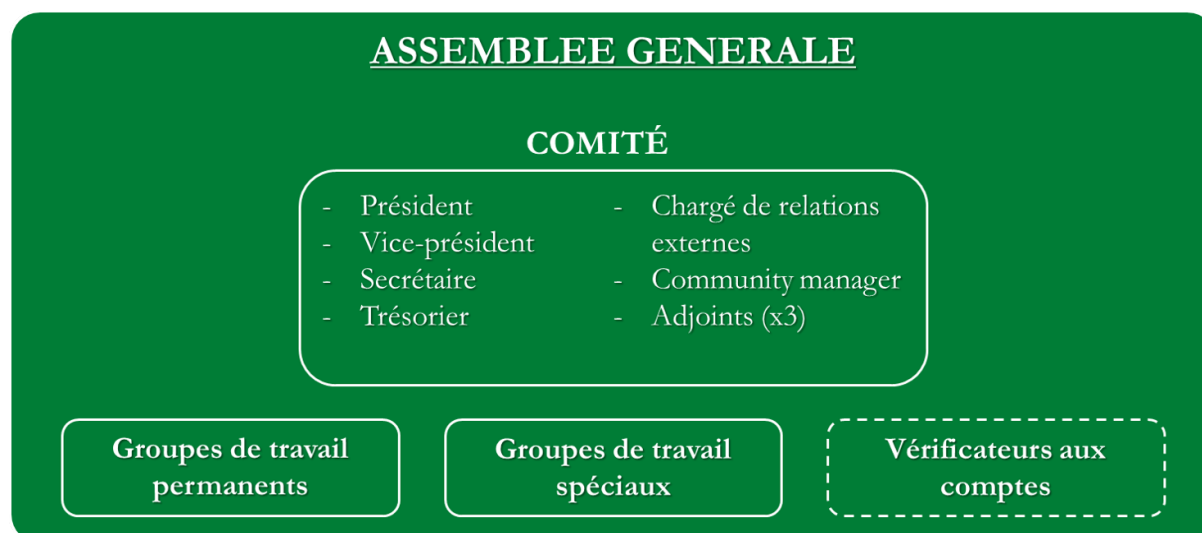 ASSEMBLEE GENERALE
COMITÉ
- Président
- Vice-président
- Secrétaire
- Trésorier
- Chargé de relations
externes
- Community manager
- Adjoints (x3)
Groupes de travail
permanents
Groupes de travail
spéciaux
Vérificateurs aux
comptes